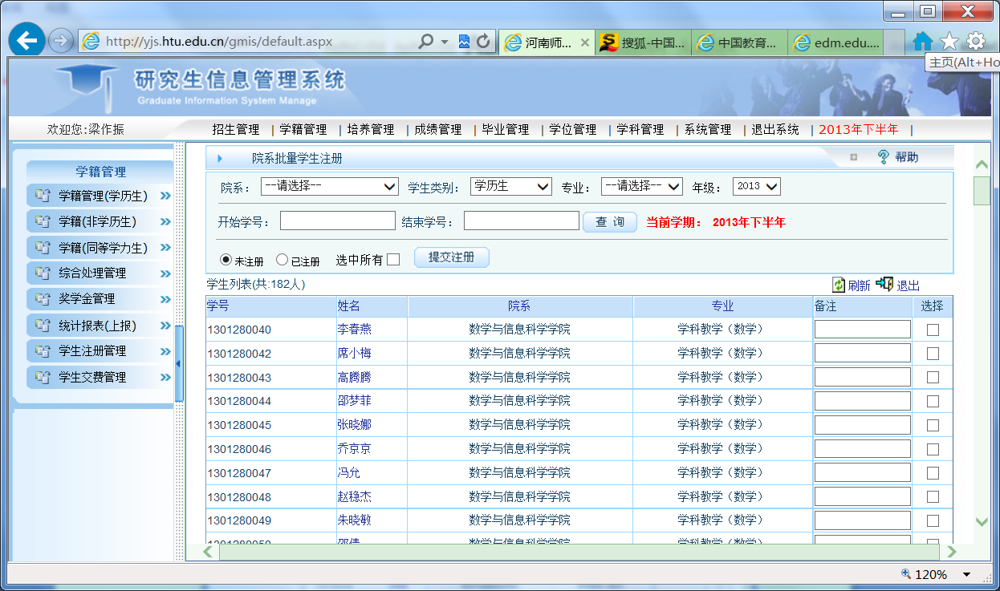 http://yjs.htu.edu.cn/gmis/default.aspx 河南师... 搜狐-中国... 中国教育... edm.edu....
主页(Alt+Ho
研究生信息管理系统
Graduate Information System Manage
欢迎您:梁作振 招生管理 | 学籍管理 | 培养管理 | 成绩管理 | 毕业管理 | 学位管理 | 学科管理 | 系统管理 | 退出系统 | 2013年下半年 |
学籍管理
学籍管理(学历生)
学籍(非学历生)
学籍(同等学力生)
综合处理管理
奖学金管理
统计报表(上报)
学生注册管理
学生交费管理
院系批量学生注册 帮助
院系： --请选择-- 学生类别： 学历生 专业： --请选择-- 年级： 2013
开始学号： 结束学号： 查 询 当前学期： 2013年下半年
未注册 已注册 选中所有 提交注册
学生列表(共:182人) 刷新 退出
学号 姓名 院系 专业 备注 选择
1301280040 李春燕 数学与信息科学学院 学科教学（数学）
1301280042 席小梅 数学与信息科学学院 学科教学（数学）
1301280043 高腾腾 数学与信息科学学院 学科教学（数学）
1301280044 邵梦菲 数学与信息科学学院 学科教学（数学）
1301280045 张晓娜 数学与信息科学学院 学科教学（数学）
1301280046 乔京京 数学与信息科学学院 学科教学（数学）
1301280047 冯允 数学与信息科学学院 学科教学（数学）
1301280048 赵稳杰 数学与信息科学学院 学科教学（数学）
1301280049 朱晓敏 数学与信息科学学院 学科教学（数学）
1301280050 数学与信息科学学院 学科教学（数学）
120%